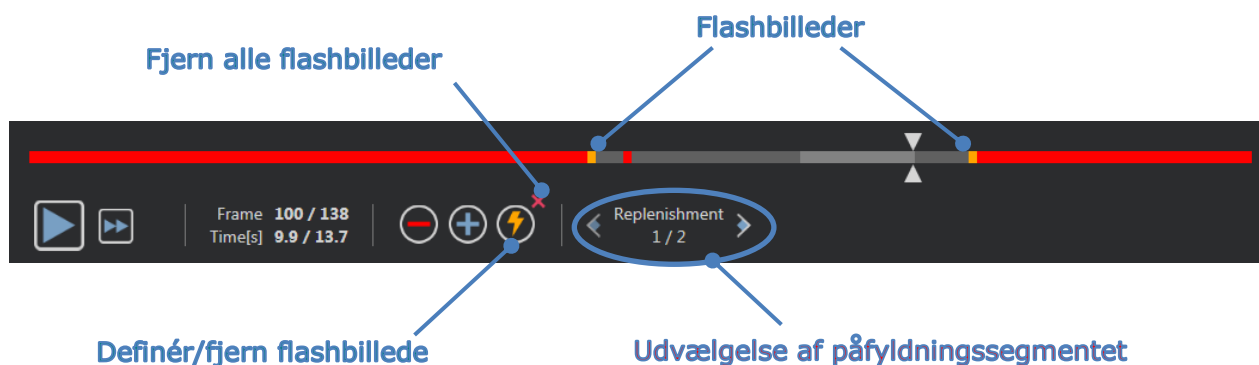 Flashbilleder
Fjern alle flashbilleder
Frame 100 / 138
Time[s] 9.9 / 13.7
Replenishment
1 / 2
Definér/fjern flashbillede
Udvælgelse af påfyldningssegmentet